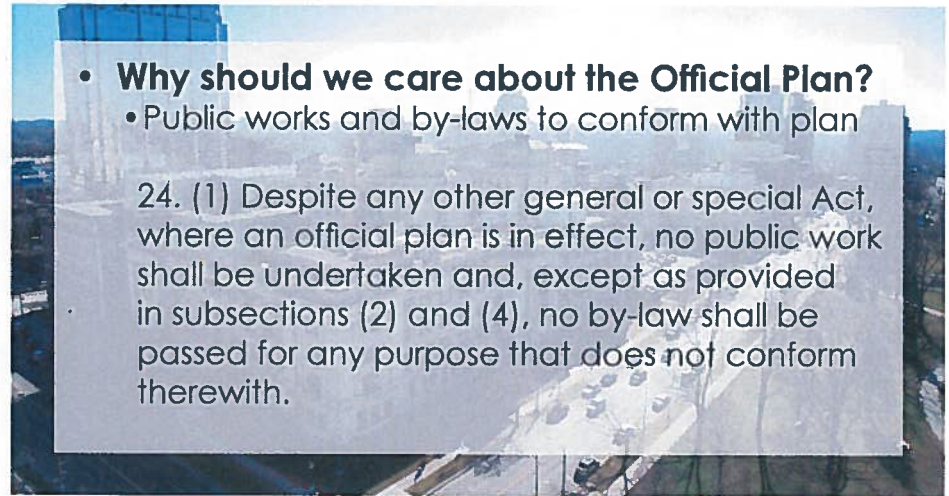 • Why should we care about the Official Plan?
• Public works and by-laws to conform with plan
24. (1) Despite any other general or special Act,
where an official plan is in effect, no public work
shall be undertaken and, except as provided
in subsections (2) and (4), no by-law shall be
passed for any purpose that does not conform
therewith.